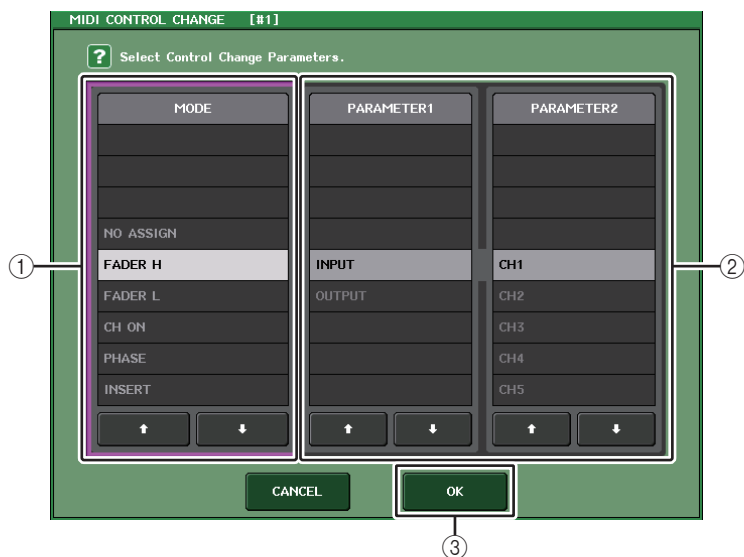 MIDI CONTROL CHANGE [#1]
? Select Control Change Parameters.
MODE
NO ASSIGN
FADER H
FADER L
CH ON
PHASE
INSERT
PARAMETER1
INPUT
OUTPUT
PARAMETER2
CH1
CH2
CH3
CH4
CH5
①
②
CANCEL
OK
③